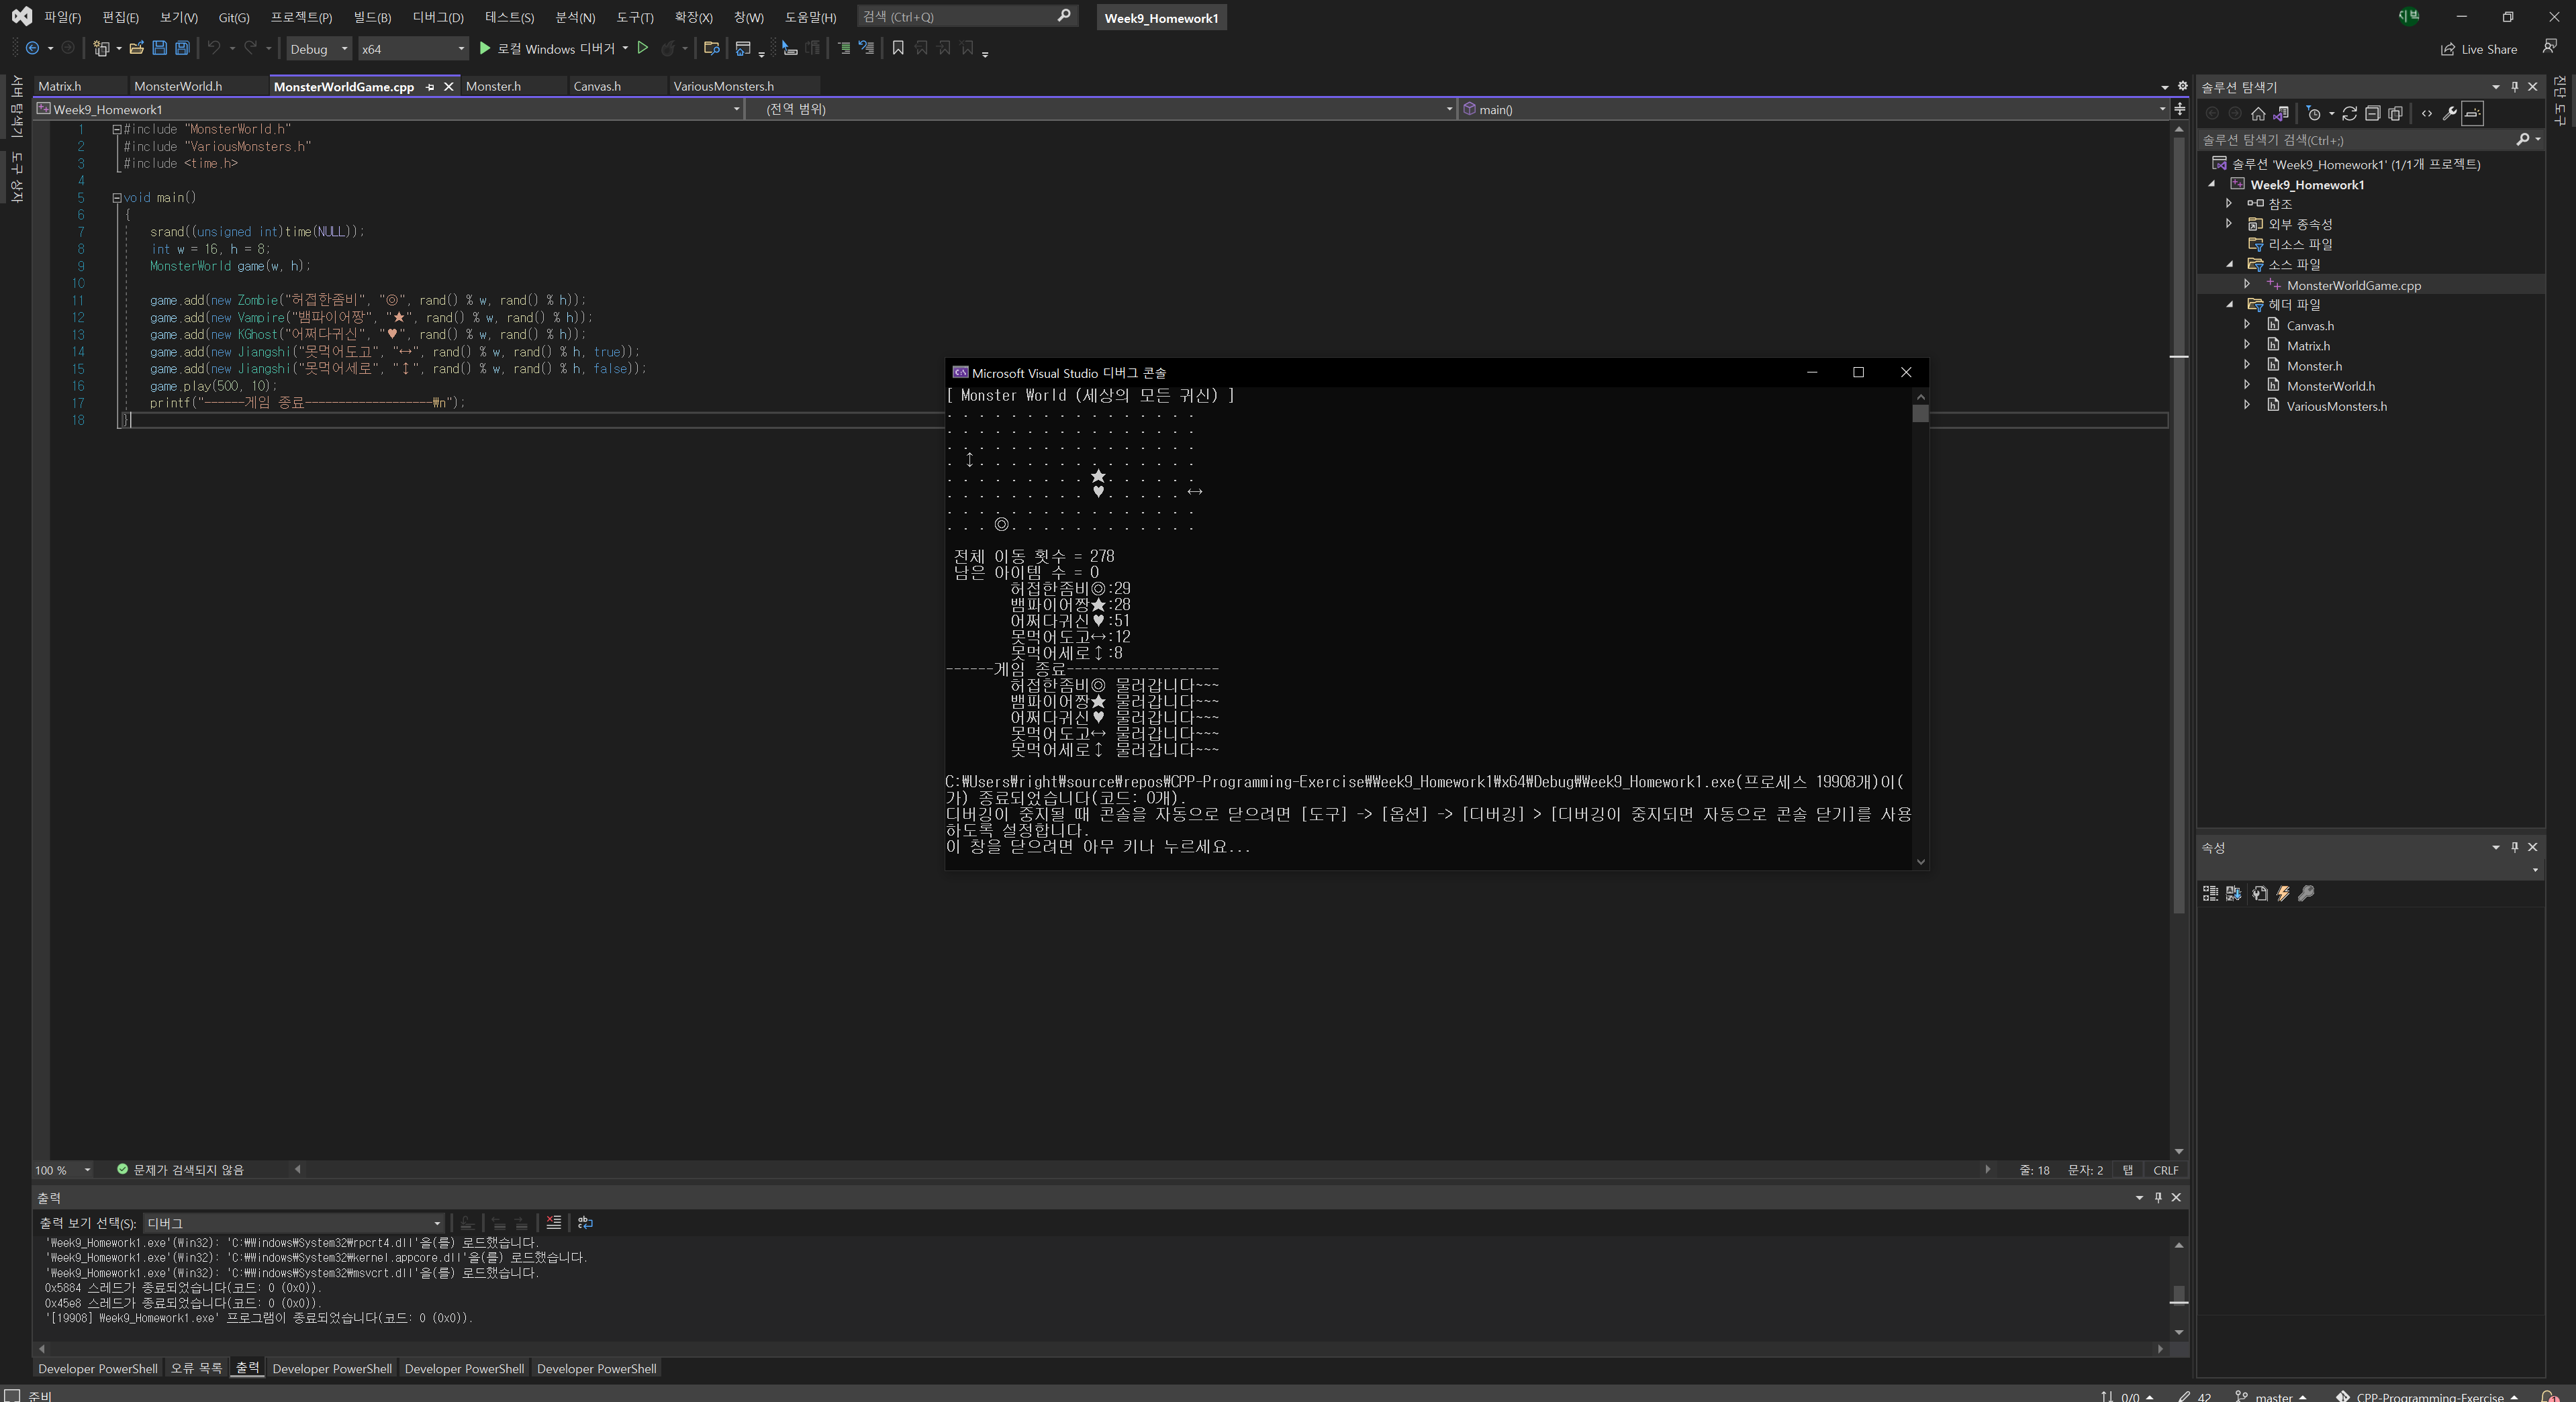 파일(F) 편집(E) 보기(V) Git(G) 프로젝트(P) 빌드(B) 디버그(D) 테스트(S) 분석(N) 도구(T) 확장(X) 창(W) 도움말(H) 검색 (Ctrl+Q) Week9_Homework1 지빅
Debug x64 로컬 Windows 디버거 Live Share
서버 탐색기
도구 상자
Matrix.h MonsterWorld.h MonsterWorldGame.cpp Monster.h Canvas.h VariousMonsters.h
Week9_Homework1 (전역 범위) main()
1 #include "MonsterWorld.h"
2 #include "VariousMonsters.h"
3 #include <time.h>
4
5 void main()
6 {
7 srand((unsigned int)time(NULL));
8 int w = 16, h = 8;
9 MonsterWorld game(w, h);
10
11 game.add(new Zombie("허접한좀비", "◎", rand() % w, rand() % h));
12 game.add(new Vampire("뱀파이어짱", "★", rand() % w, rand() % h));
13 game.add(new KGhost("어쩌다귀신", "♥", rand() % w, rand() % h));
14 game.add(new Jiangshi("못먹어도고", "↔", rand() % w, rand() % h, true));
15 game.add(new Jiangshi("못먹어세로", "↕", rand() % w, rand() % h, false));
16 game.play(500, 10);
17 printf("------게임 종료-------------------₩n");
18 }
Microsoft Visual Studio 디버그 콘솔
[ Monster World (세상의 모든 귀신) ]
. . . . . . . . . . . . . . . .
. . . . . . . . . . . . . . . .
. . . . . . . . . . . . . . . .
. ↕. . . . . . . . . . . . . .
. . . . . . . . . ★. . . . . .
. . . . . . . . . ♥. . . . . ↔
. . . . . . . . . . . . . . . .
. . . ◎. . . . . . . . . . . .
전체 이동 횟수 = 278
남은 아이템 수 = 0
허접한좀비◎:29
뱀파이어짱★:28
어쩌다귀신♥:51
못먹어도고↔:12
못먹어세로↕:8
------게임 종료-------------------
허접한좀비◎ 물러갑니다~~~
뱀파이어짱★ 물러갑니다~~~
어쩌다귀신♥ 물러갑니다~~~
못먹어도고↔ 물러갑니다~~~
못먹어세로↕ 물러갑니다~~~
C:₩Users₩right₩source₩repos₩CPP-Programming-Exercise₩Week9_Homework1₩x64₩Debug₩Week9_Homework1.exe(프로세스 19908개)이(
가) 종료되었습니다(코드: 0개).
디버깅이 중지될 때 콘솔을 자동으로 닫으려면 [도구] -> [옵션] -> [디버깅] > [디버깅이 중지되면 자동으로 콘솔 닫기]를 사용
하도록 설정합니다.
이 창을 닫으려면 아무 키나 누르세요...
100 % 문제가 검색되지 않음 줄: 18 문자: 2 탭 CRLF
출력
출력 보기 선택(S): 디버그
'Week9_Homework1.exe'(Win32): 'C:₩Windows₩System32₩rpcrt4.dll'을(를) 로드했습니다.
'Week9_Homework1.exe'(Win32): 'C:₩Windows₩System32₩kernel.appcore.dll'을(를) 로드했습니다.
'Week9_Homework1.exe'(Win32): 'C:₩Windows₩System32₩msvcrt.dll'을(를) 로드했습니다.
0x5884 스레드가 종료되었습니다(코드: 0 (0x0)).
0x45e8 스레드가 종료되었습니다(코드: 0 (0x0)).
'[19908] Week9_Homework1.exe' 프로그램이 종료되었습니다(코드: 0 (0x0)).
Developer PowerShell 오류 목록 출력 Developer PowerShell Developer PowerShell Developer PowerShell
솔루션 탐색기
솔루션 탐색기 검색(Ctrl+;)
솔루션 'Week9_Homework1' (1/1개 프로젝트)
Week9_Homework1
참조
외부 종속성
리소스 파일
소스 파일
MonsterWorldGame.cpp
헤더 파일
Canvas.h
Matrix.h
Monster.h
MonsterWorld.h
VariousMonsters.h
속성
진단 도구
준비 0/0 42 master CPP-Programming-Exercise 1